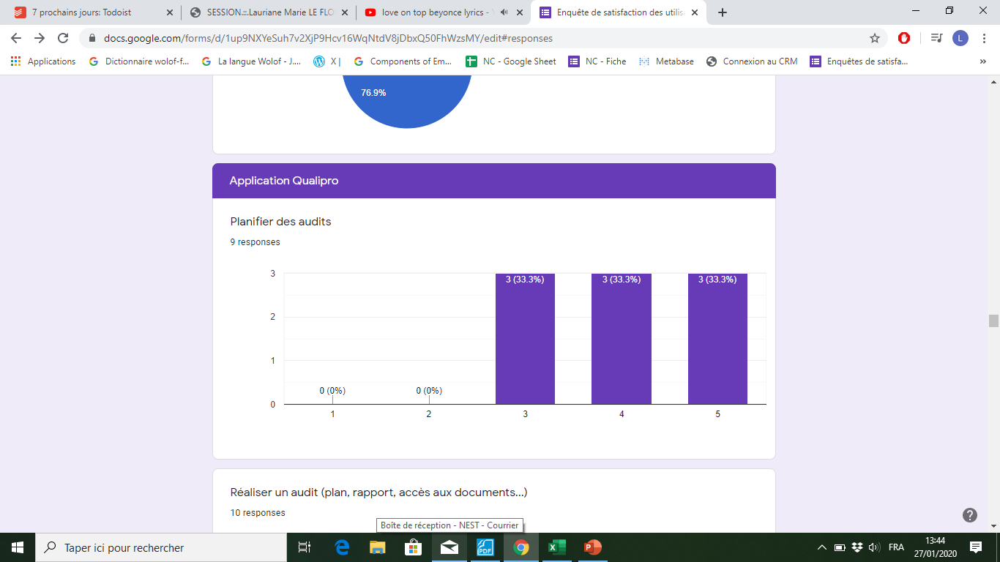 7 prochains jours: Todoist
SESSION.::.Lauriane Marie LE FLO
love on top beyonce lyrics - Y
Enquête de satisfaction des utilis
docs.google.com/forms/d/1up9NXYeSuh7v2XjP9Hcv16WqNtdV8jDbxQ50FhWzsMY/edit#responses
L
Applications
Dictionnaire wolof-f...
La langue Wolof - J....
X |
Components of Em...
NC - Google Sheet
NC - Fiche
Metabase
Connexion au CRM
Enquêtes de satisfa...
»
76.9%
Application Qualipro
Planifier des audits
9 responses
3
2
1
0
0 (0%)
0 (0%)
3 (33.3%)
3 (33.3%)
3 (33.3%)
1
2
3
4
5
Réaliser un audit (plan, rapport, accès aux documents...)
10 responses
Boîte de réception - NEST - Courrier
Taper ici pour rechercher
PDF
FRA
13:44
27/01/2020